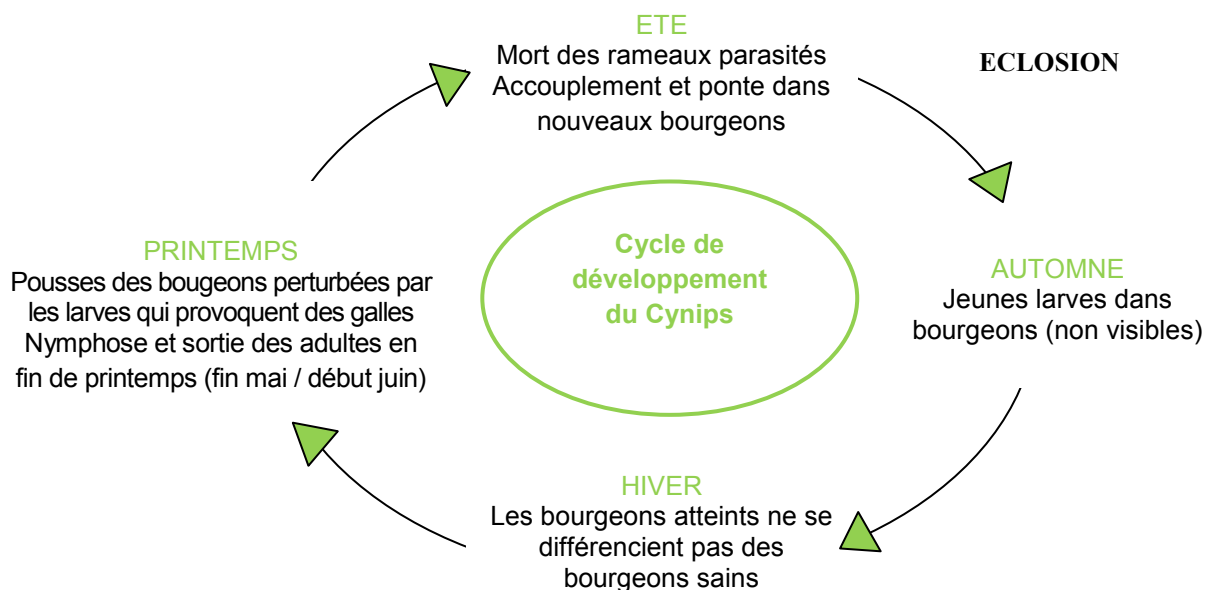 ETE
Mort des rameaux parasités
Accouplement et ponte dans
nouveaux bourgeons
ECLOSION
Cycle de
développement
du Cynips
PRINTEMPS
Pousses des bougeons perturbées par
les larves qui provoquent des galles
Nymphose et sortie des adultes en
fin de printemps (fin mai / début juin)
AUTOMNE
Jeunes larves dans
bourgeons (non visibles)
HIVER
Les bourgeons atteints ne se
différencient pas des
bourgeons sains